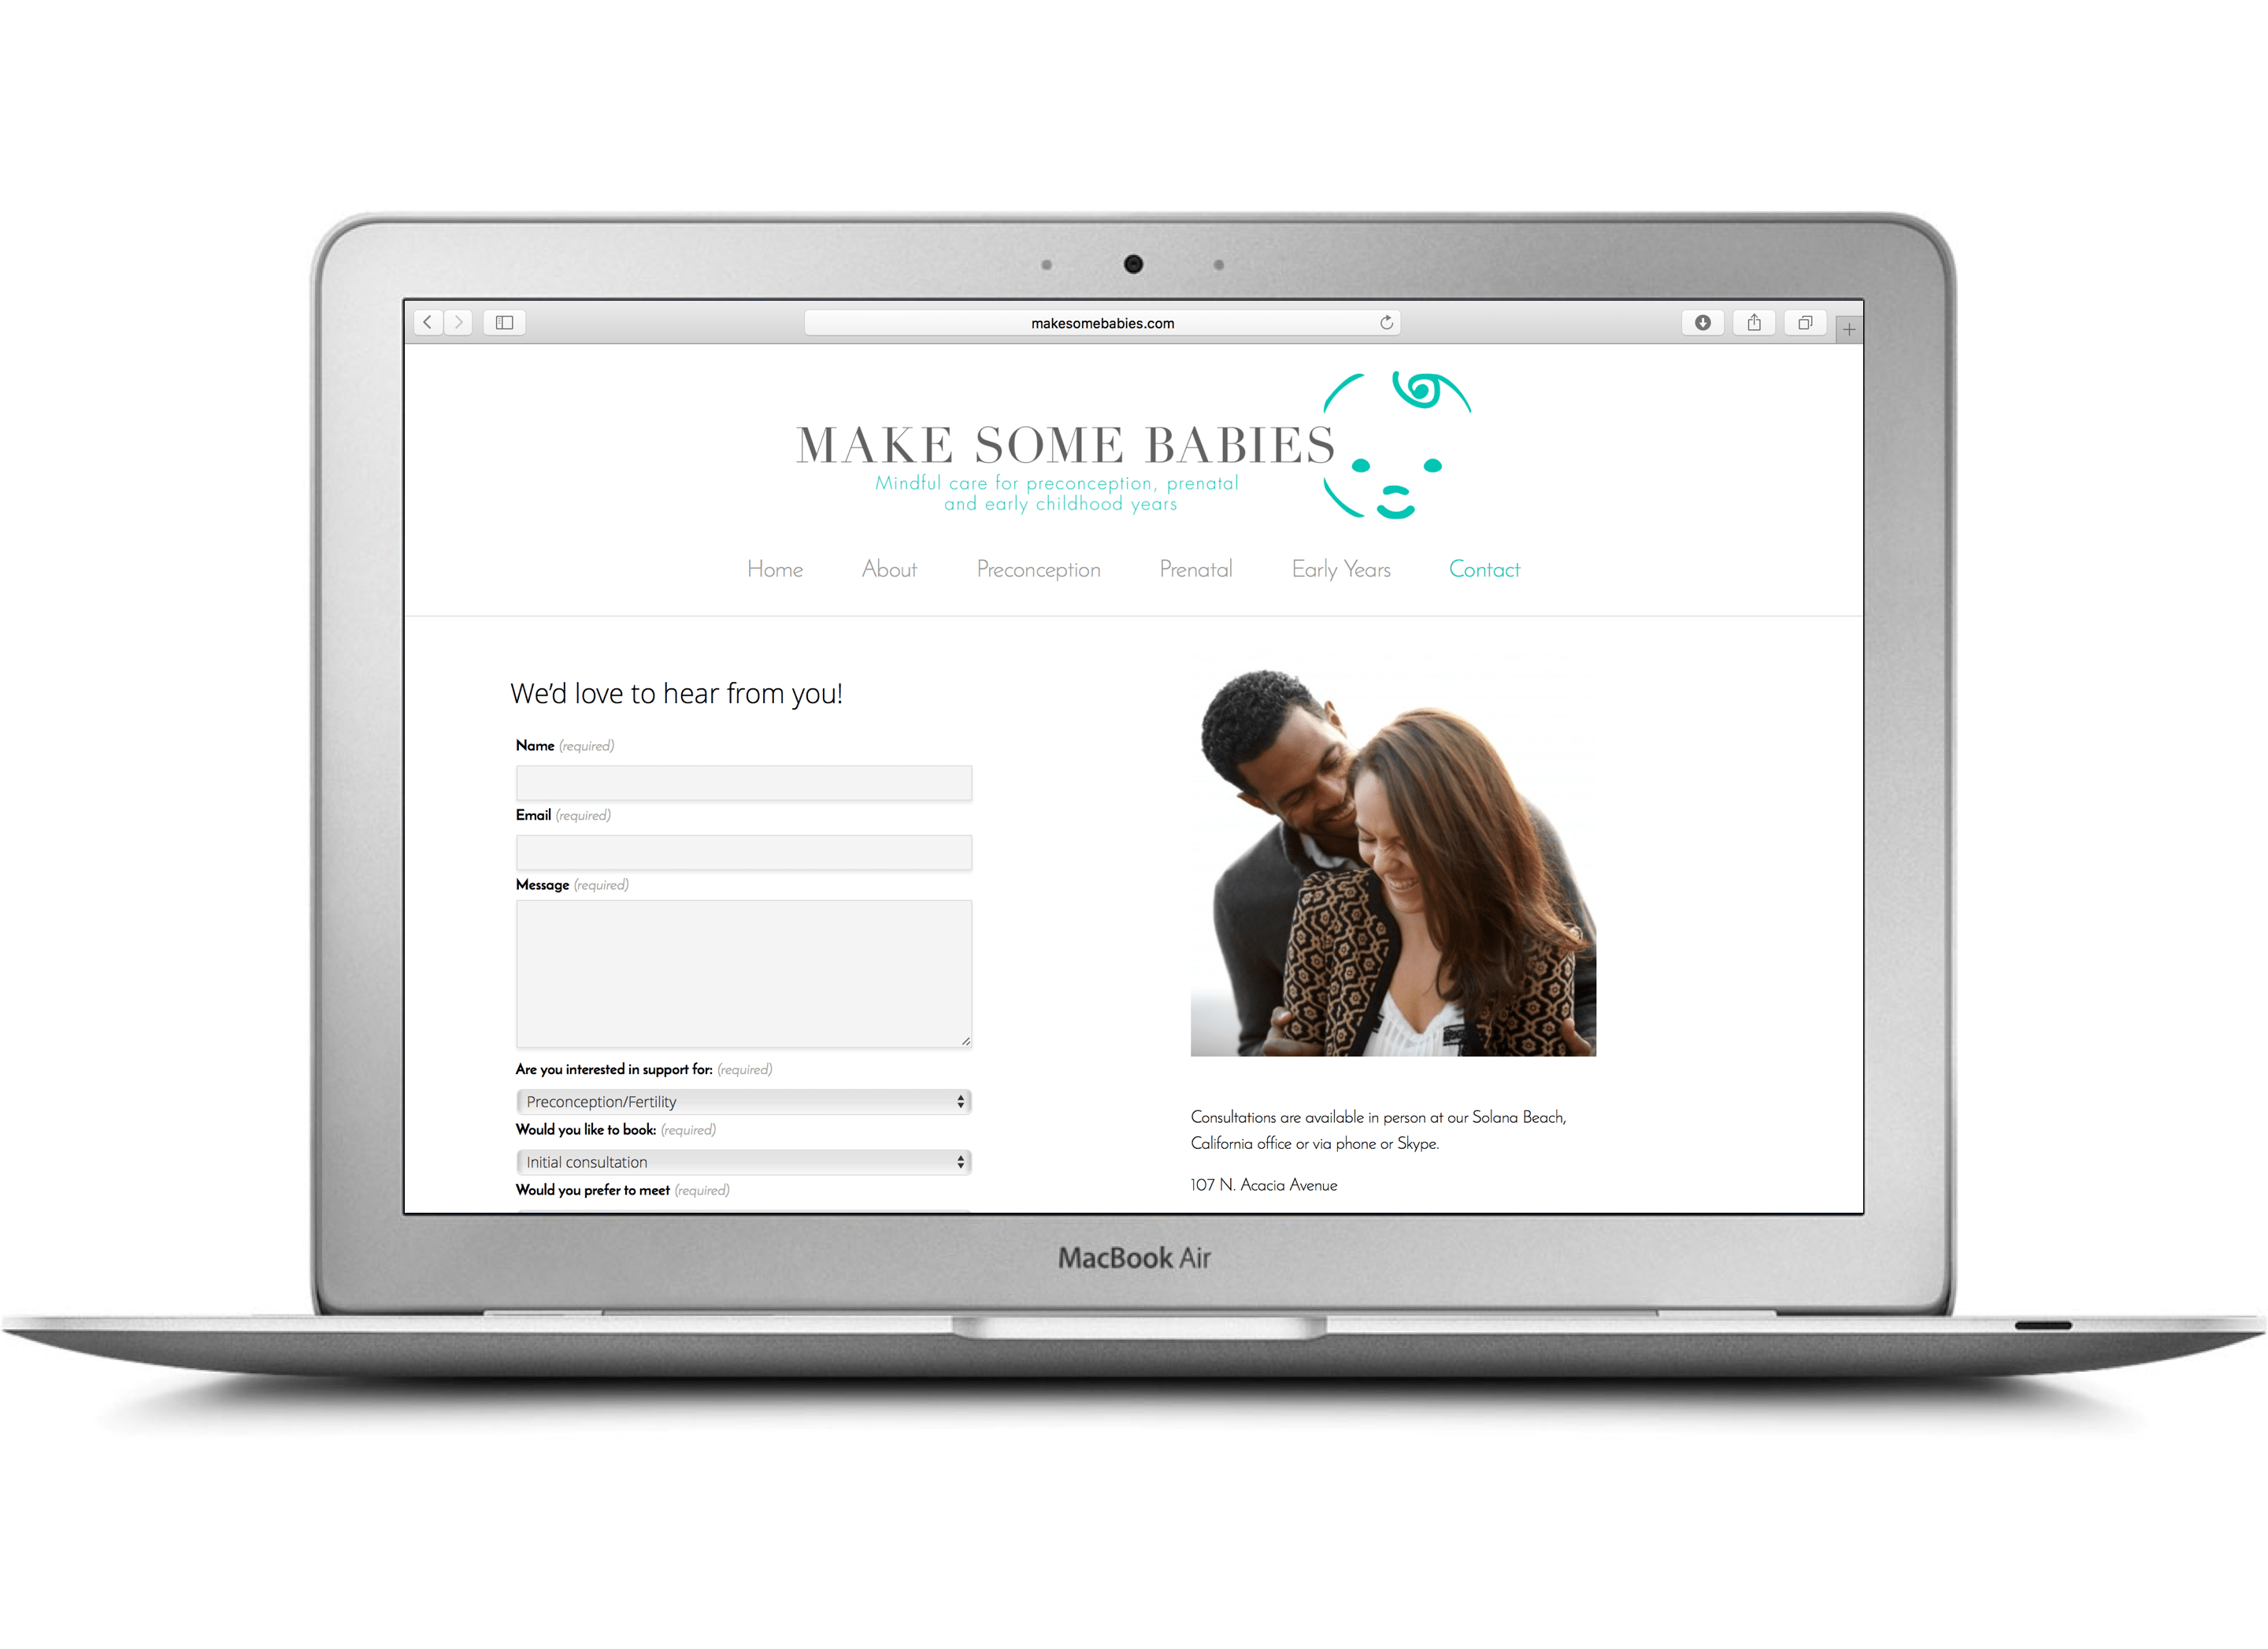 makesomebabies.com
MAKE SOME BABIES
Mindful care for preconception, prenatal
and early childhood years
Home About Preconception Prenatal Early Years Contact
We’d love to hear from you!
Name (required)
Email (required)
Message (required)
Are you interested in support for: (required)
Preconception/Fertility
Would you like to book: (required)
Initial consultation
Would you prefer to meet (required)
Consultations are available in person at our Solana Beach,
California office or via phone or Skype.
107 N. Acacia Avenue
MacBook Air